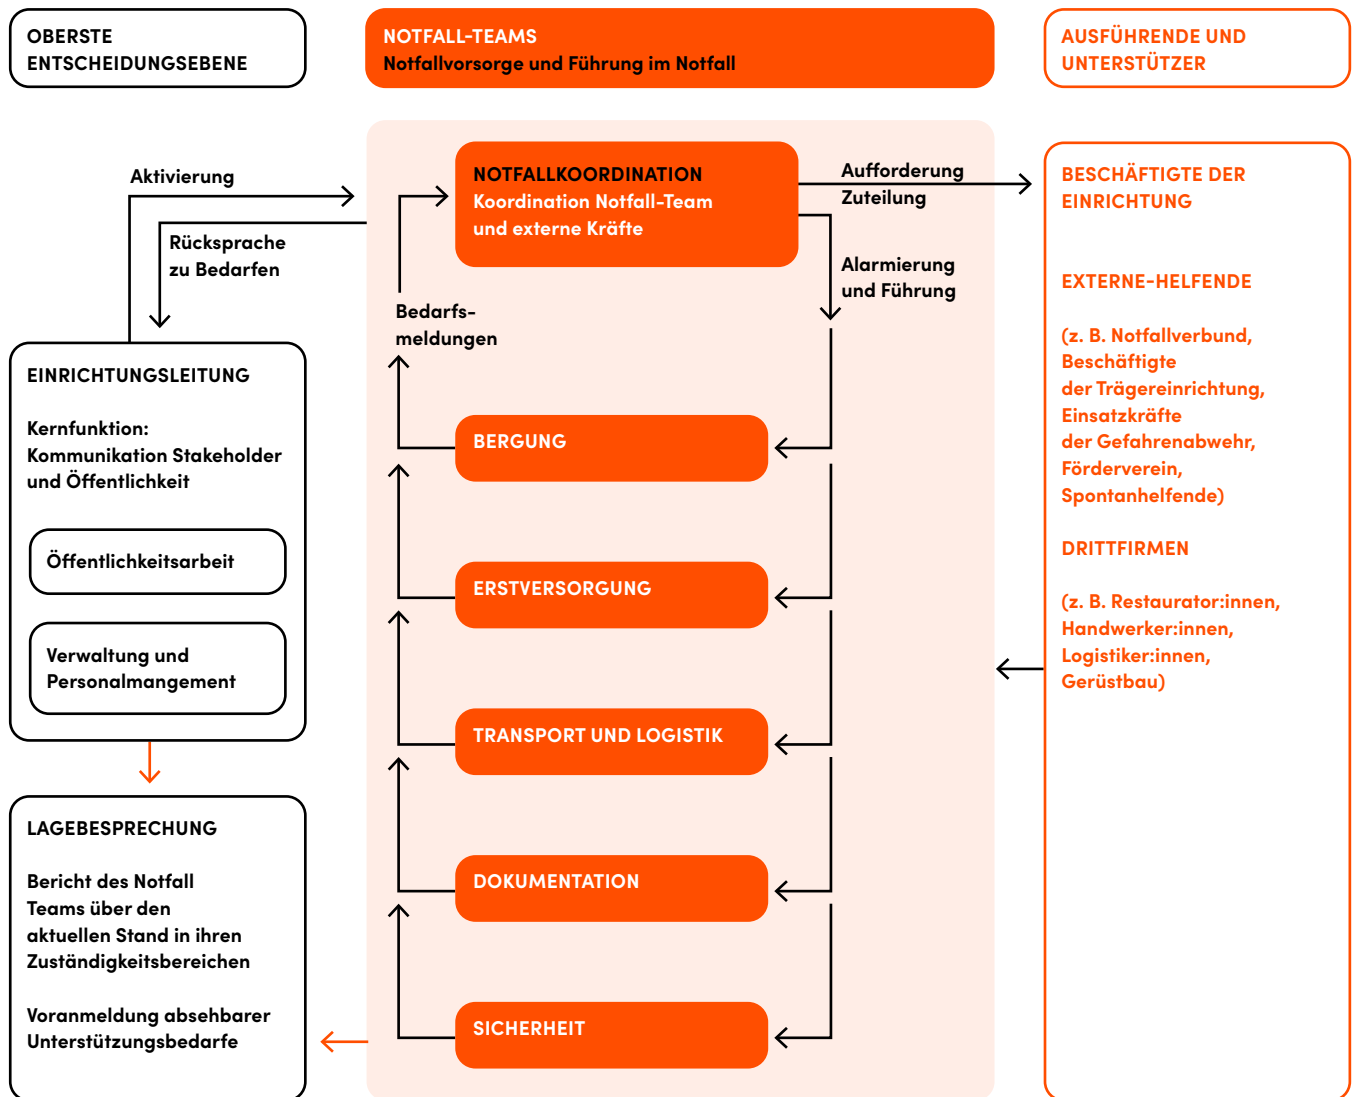 OBERSTE
ENTSCHEIDUNGSEBENE
NOTFALL-TEAMS
Notfallvorsorge und Führung im Notfall
AUSFÜHRENDE UND
UNTERSTÜTZER
Aktivierung
Rücksprache
zu Bedarfen
EINRICHTUNGSLEITUNG
Kernfunktion:
Kommunikation Stakeholder
und Öffentlichkeit
Öffentlichkeitsarbeit
Verwaltung und
Personalmangement
LAGEBESPRECHUNG
Bericht des Notfall
Teams über den
aktuellen Stand in ihren
Zuständigkeitsbereichen
Voranmeldung absehbarer
Unterstützungsbedarfe
NOTFALLKOORDINATION
Koordination Notfall-Team
und externe Kräfte
Aufforderung
Zuteilung
Alarmierung
und Führung
Bedarfs-
meldungen
BERGUNG
ERSTVERSORGUNG
TRANSPORT UND LOGISTIK
DOKUMENTATION
SICHERHEIT
BESCHÄFTIGTE DER
EINRICHTUNG
EXTERNE-HELFENDE
(z. B. Notfallverbund,
Beschäftigte
der Trägereinrichtung,
Einsatzkräfte
der Gefahrenabwehr,
Förderverein,
Spontanhelfende)
DRITTFIRMEN
(z. B. Restaurator:innen,
Handwerker:innen,
Logistiker:innen,
Gerüstbau)